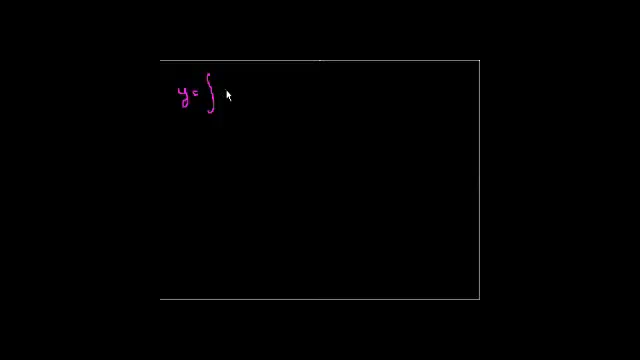 y = ∫